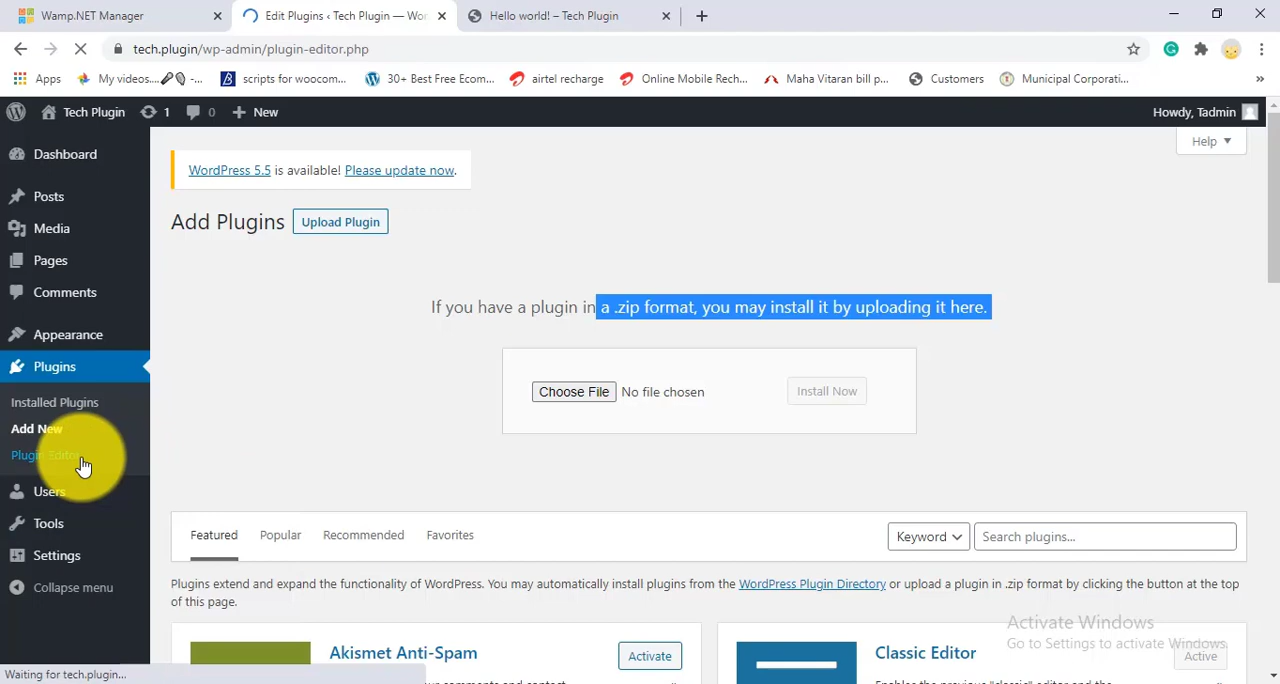 Wamp.NET Manager
Edit Plugins ‹ Tech Plugin — Wor
Hello world! – Tech Plugin
tech.plugin/wp-admin/plugin-editor.php
Apps
My videos....
scripts for woocom...
30+ Best Free Ecom...
airtel recharge
Online Mobile Rech...
Maha Vitaran bill p...
Customers
Municipal Corporati...
»
Tech Plugin
1
0
New
Howdy, Tadmin
Dashboard
Posts
Media
Pages
Comments
Appearance
Plugins
Installed Plugins
Add New
Plugin Editor
Users
Tools
Settings
Collapse menu
Help
WordPress 5.5 is available! Please update now.
Add Plugins
Upload Plugin
If you have a plugin in a .zip format, you may install it by uploading it here.
Choose File No file chosen
Install Now
Featured
Popular
Recommended
Favorites
Keyword
Search plugins...
Plugins extend and expand the functionality of WordPress. You may automatically install plugins from the WordPress Plugin Directory or upload a plugin in .zip format by clicking the button at the top
of this page.
Akismet Anti-Spam
Activate
Classic Editor
Active
Activate Windows
Go to Settings to activate Windows.
Waiting for tech.plugin...